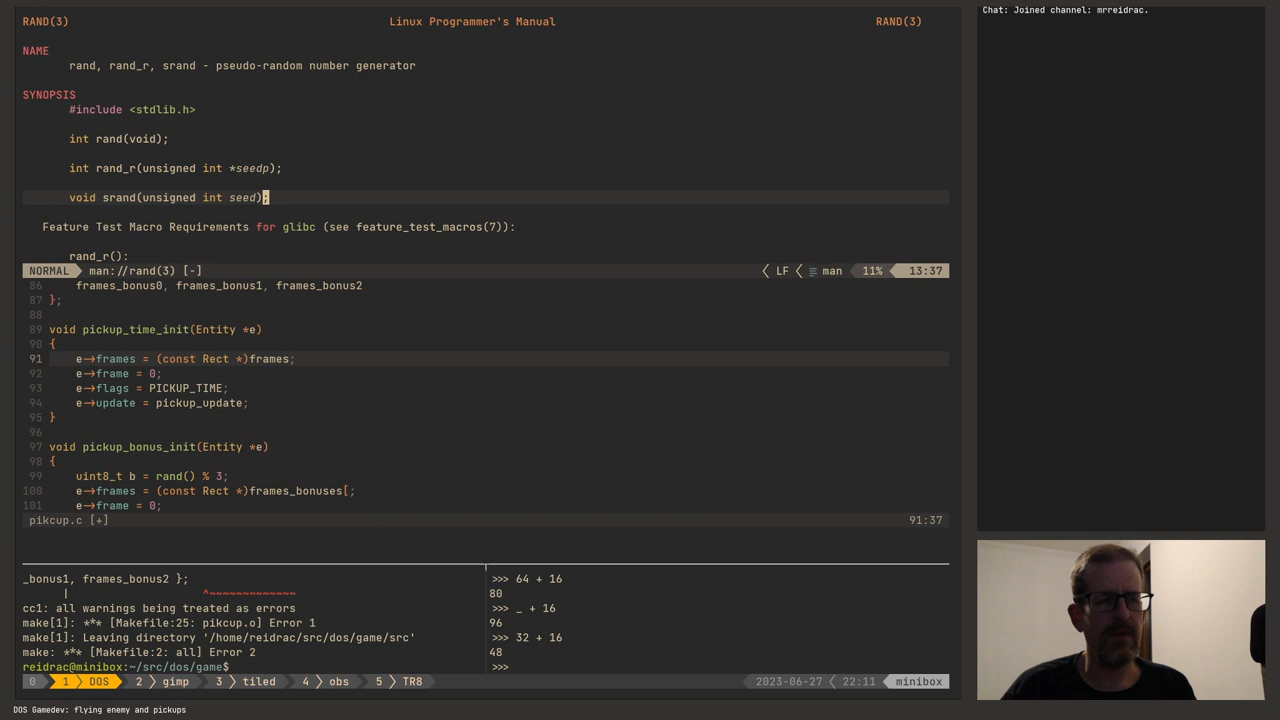 RAND(3) Linux Programmer's Manual RAND(3)
NAME
rand, rand_r, srand - pseudo-random number generator
SYNOPSIS
#include <stdlib.h>
int rand(void);
int rand_r(unsigned int *seedp);
void srand(unsigned int seed);
Feature Test Macro Requirements for glibc (see feature_test_macros(7)):
rand_r():
NORMAL man://rand(3) [-] LF man 11% 13:37
86 frames_bonus0, frames_bonus1, frames_bonus2
87 };
88
89 void pickup_time_init(Entity *e)
90 {
91 e->frames = (const Rect *)frames;
92 e->frame = 0;
93 e->flags = PICKUP_TIME;
94 e->update = pickup_update;
95 }
96
97 void pickup_bonus_init(Entity *e)
98 {
99 uint8_t b = rand() % 3;
100 e->frames = (const Rect *)frames_bonuses[;
101 e->frame = 0;
pikcup.c [+] 91:37
_bonus1, frames_bonus2 };
| ^~~~~~~~~~~~~~
cc1: all warnings being treated as errors
make[1]: *** [Makefile:25: pikcup.o] Error 1
make[1]: Leaving directory '/home/reidrac/src/dos/game/src'
make: *** [Makefile:2: all] Error 2
reidrac@minibox:~/src/dos/game$
>>> 64 + 16
80
>>> _ + 16
96
>>> 32 + 16
48
>>>
0 1 DOS 2 gimp 3 tiled 4 obs 5 TR8 2023-06-27 22:11 minibox
DOS Gamedev: flying enemy and pickups
Chat: Joined channel: mrreidrac.